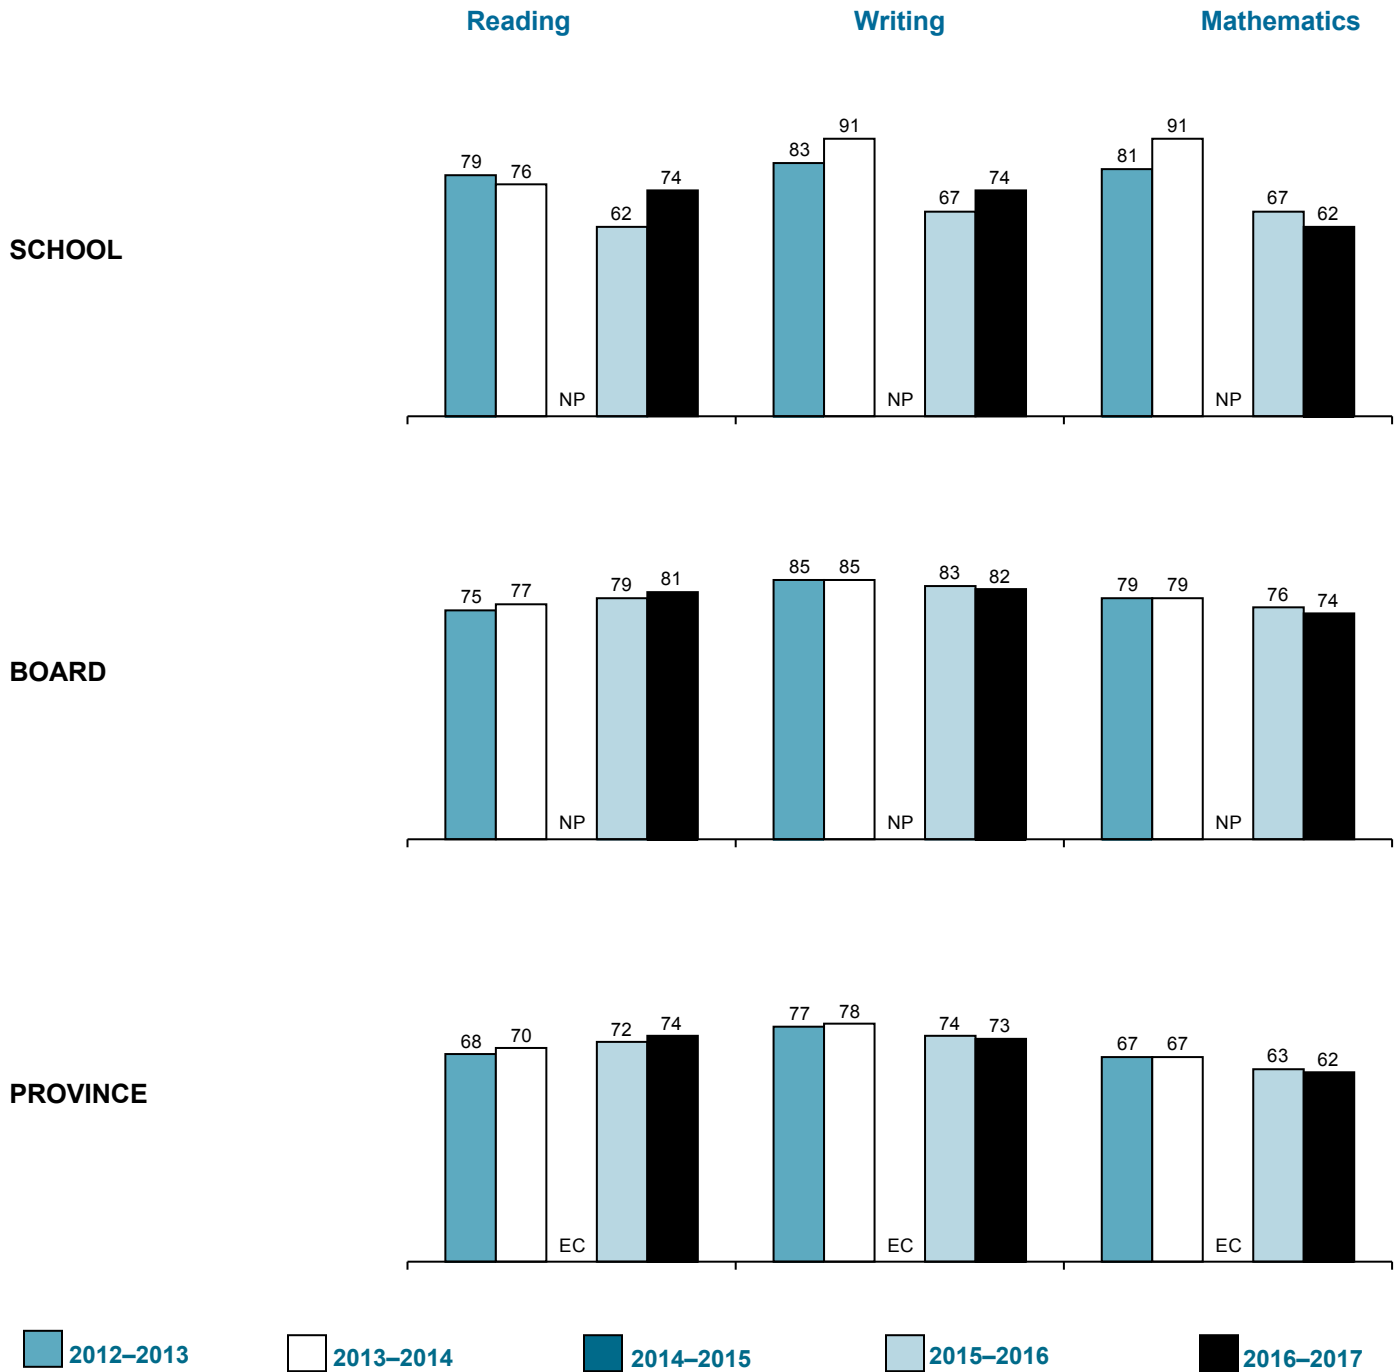 Reading Writing Mathematics
SCHOOL
79 76 NP 62 74 83 91 NP 67 74 81 91 NP 67 62
BOARD
75 77 NP 79 81 85 85 NP 83 82 79 79 NP 76 74
PROVINCE
68 70 EC 72 74 77 78 EC 74 73 67 67 EC 63 62
2012–2013 2013–2014 2014–2015 2015–2016 2016–2017